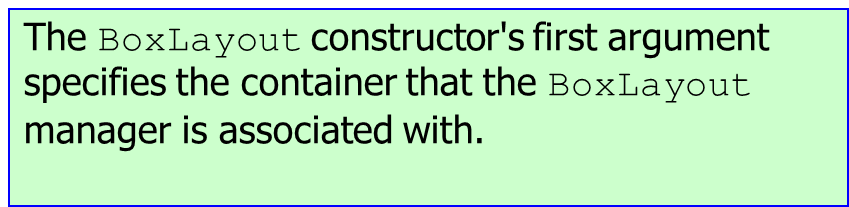 The BoxLayout constructor's first argument
specifies the container that the BoxLayout
manager is associated with.